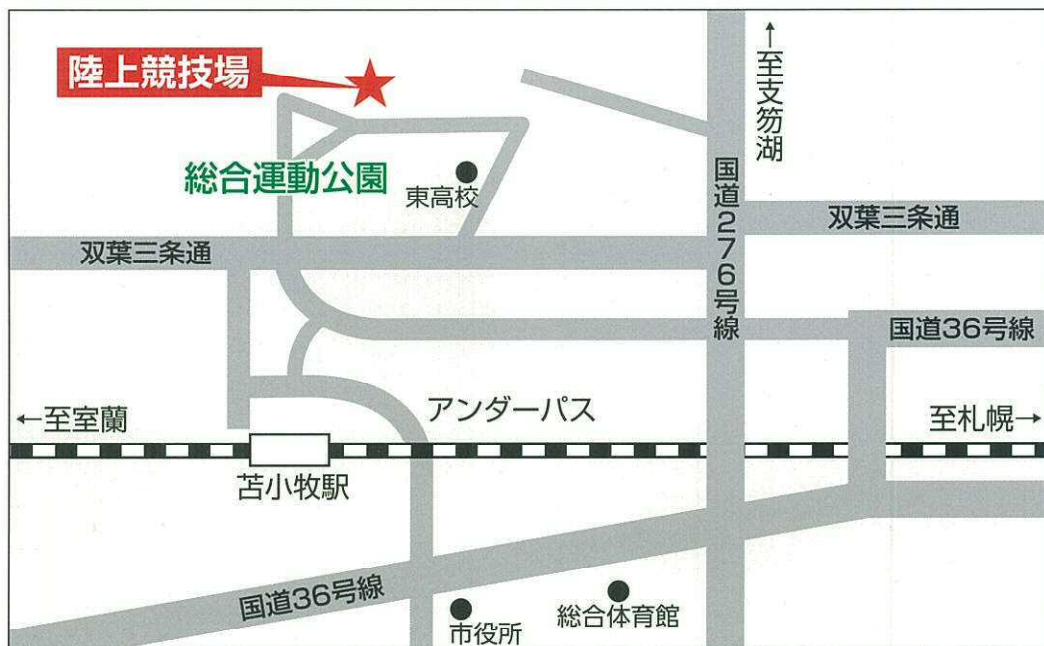 陸上競技場
↑至支笏湖
総合運動公園
東高校
国道276号線
双葉三条通
双葉三条通
国道36号線
アンダーパス
←至室蘭
至札幌→
苫小牧駅
国道36号線
総合体育館
市役所